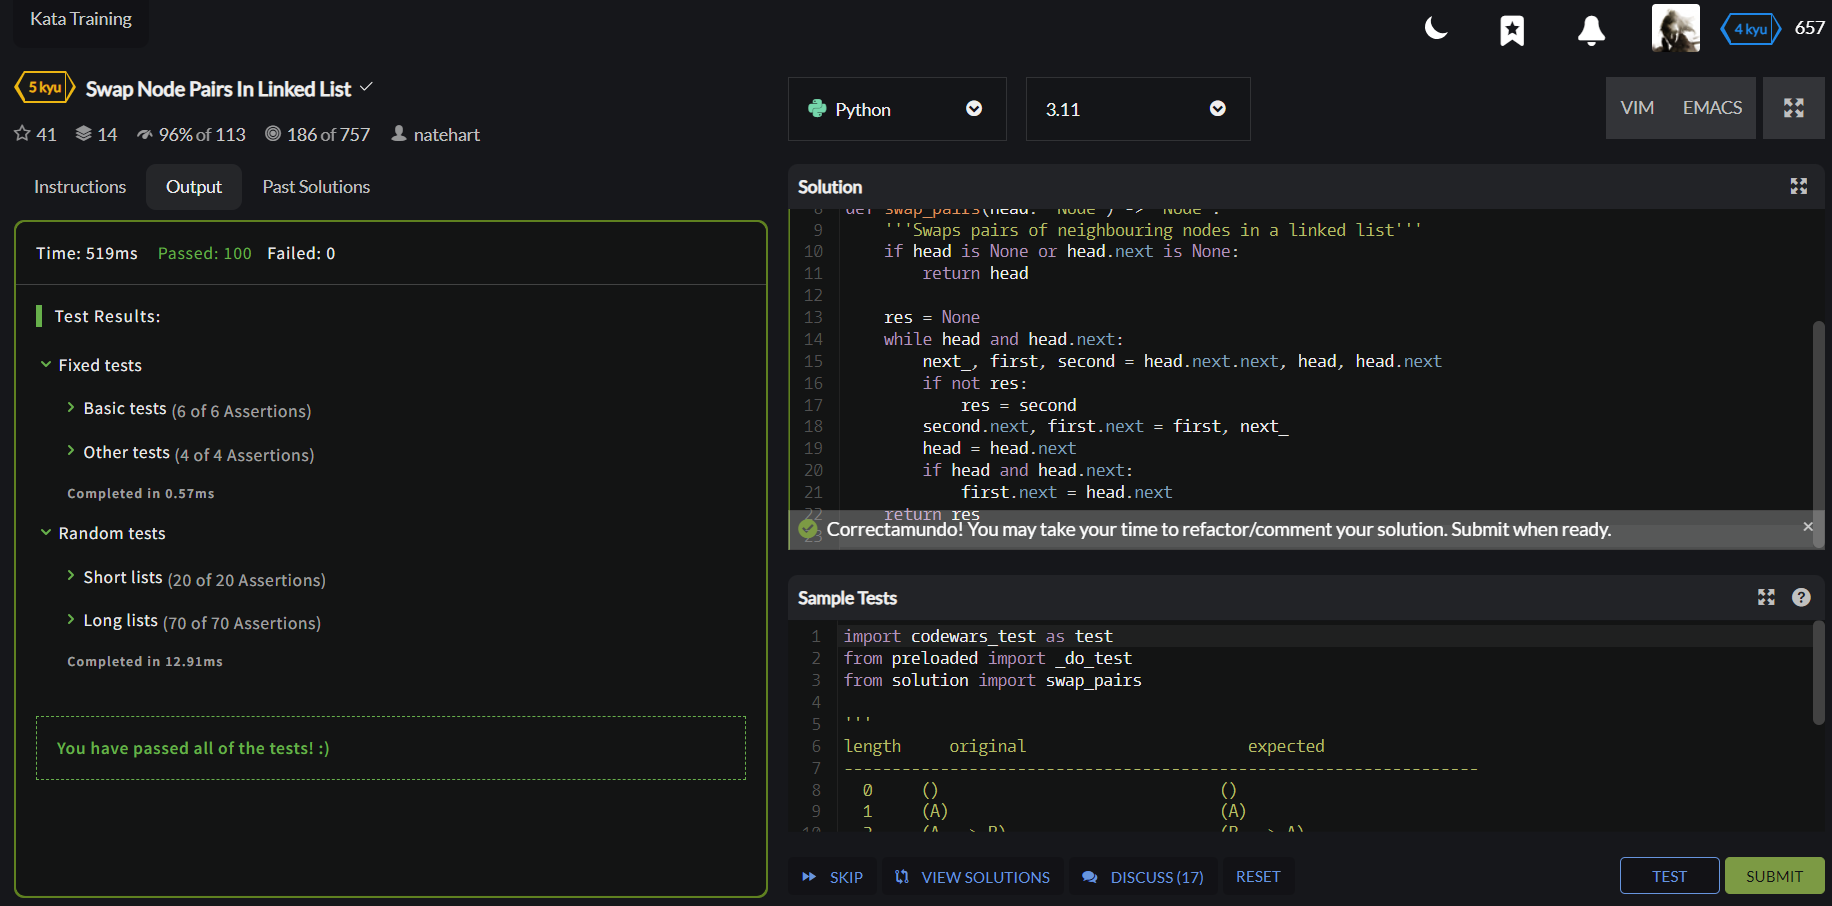 Kata Training
4 kyu 657
5 kyu Swap Node Pairs In Linked List
41 14 96% of 113 186 of 757 natehart
Instructions Output Past Solutions
Time: 519ms Passed: 100 Failed: 0
Test Results:
Fixed tests
Basic tests (6 of 6 Assertions)
Other tests (4 of 4 Assertions)
Completed in 0.57ms
Random tests
Short lists (20 of 20 Assertions)
Long lists (70 of 70 Assertions)
Completed in 12.91ms
You have passed all of the tests! :)
Python 3.11 VIM EMACS
Solution
8 def swap_pairs(head: 'Node') -> 'Node':
9 '''Swaps pairs of neighbouring nodes in a linked list'''
10 if head is None or head.next is None:
11 return head
12
13 res = None
14 while head and head.next:
15 next_, first, second = head.next.next, head, head.next
16 if not res:
17 res = second
18 second.next, first.next = first, next_
19 head = head.next
20 if head and head.next:
21 first.next = head.next
22 return res
23
Correctamundo! You may take your time to refactor/comment your solution. Submit when ready.
Sample Tests
1 import codewars_test as test
2 from preloaded import _do_test
3 from solution import swap_pairs
4
5 '''
6 length original expected
7 ------------------------------------------------------------------
8 0 () ()
9 1 (A) (A)
10 2 (A --> B) (B --> A)
SKIP VIEW SOLUTIONS DISCUSS (17) RESET TEST SUBMIT